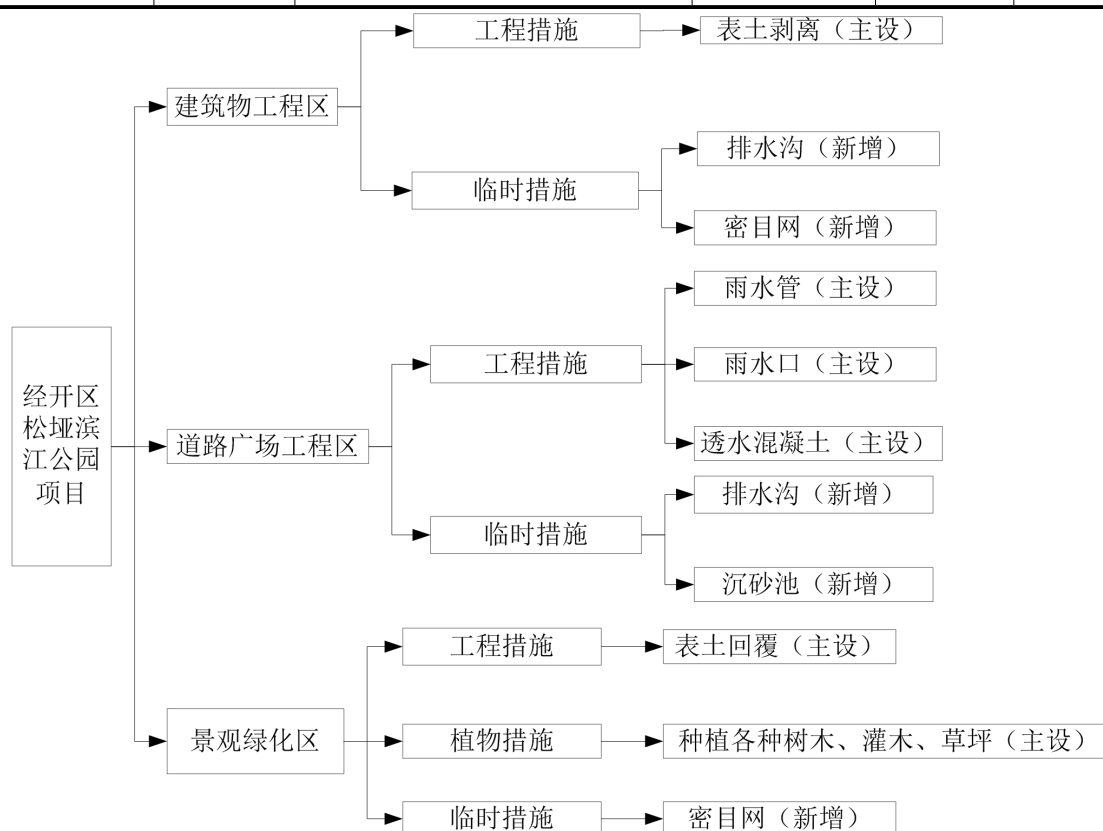 经开区
松垭滨
江公园
项目
建筑物工程区
工程措施
表土剥离（主设）
临时措施
排水沟（新增）
密目网（新增）
道路广场工程区
工程措施
雨水管（主设）
雨水口（主设）
透水混凝土（主设）
临时措施
排水沟（新增）
沉砂池（新增）
景观绿化区
工程措施
表土回覆（主设）
植物措施
种植各种树木、灌木、草坪（主设）
临时措施
密目网（新增）